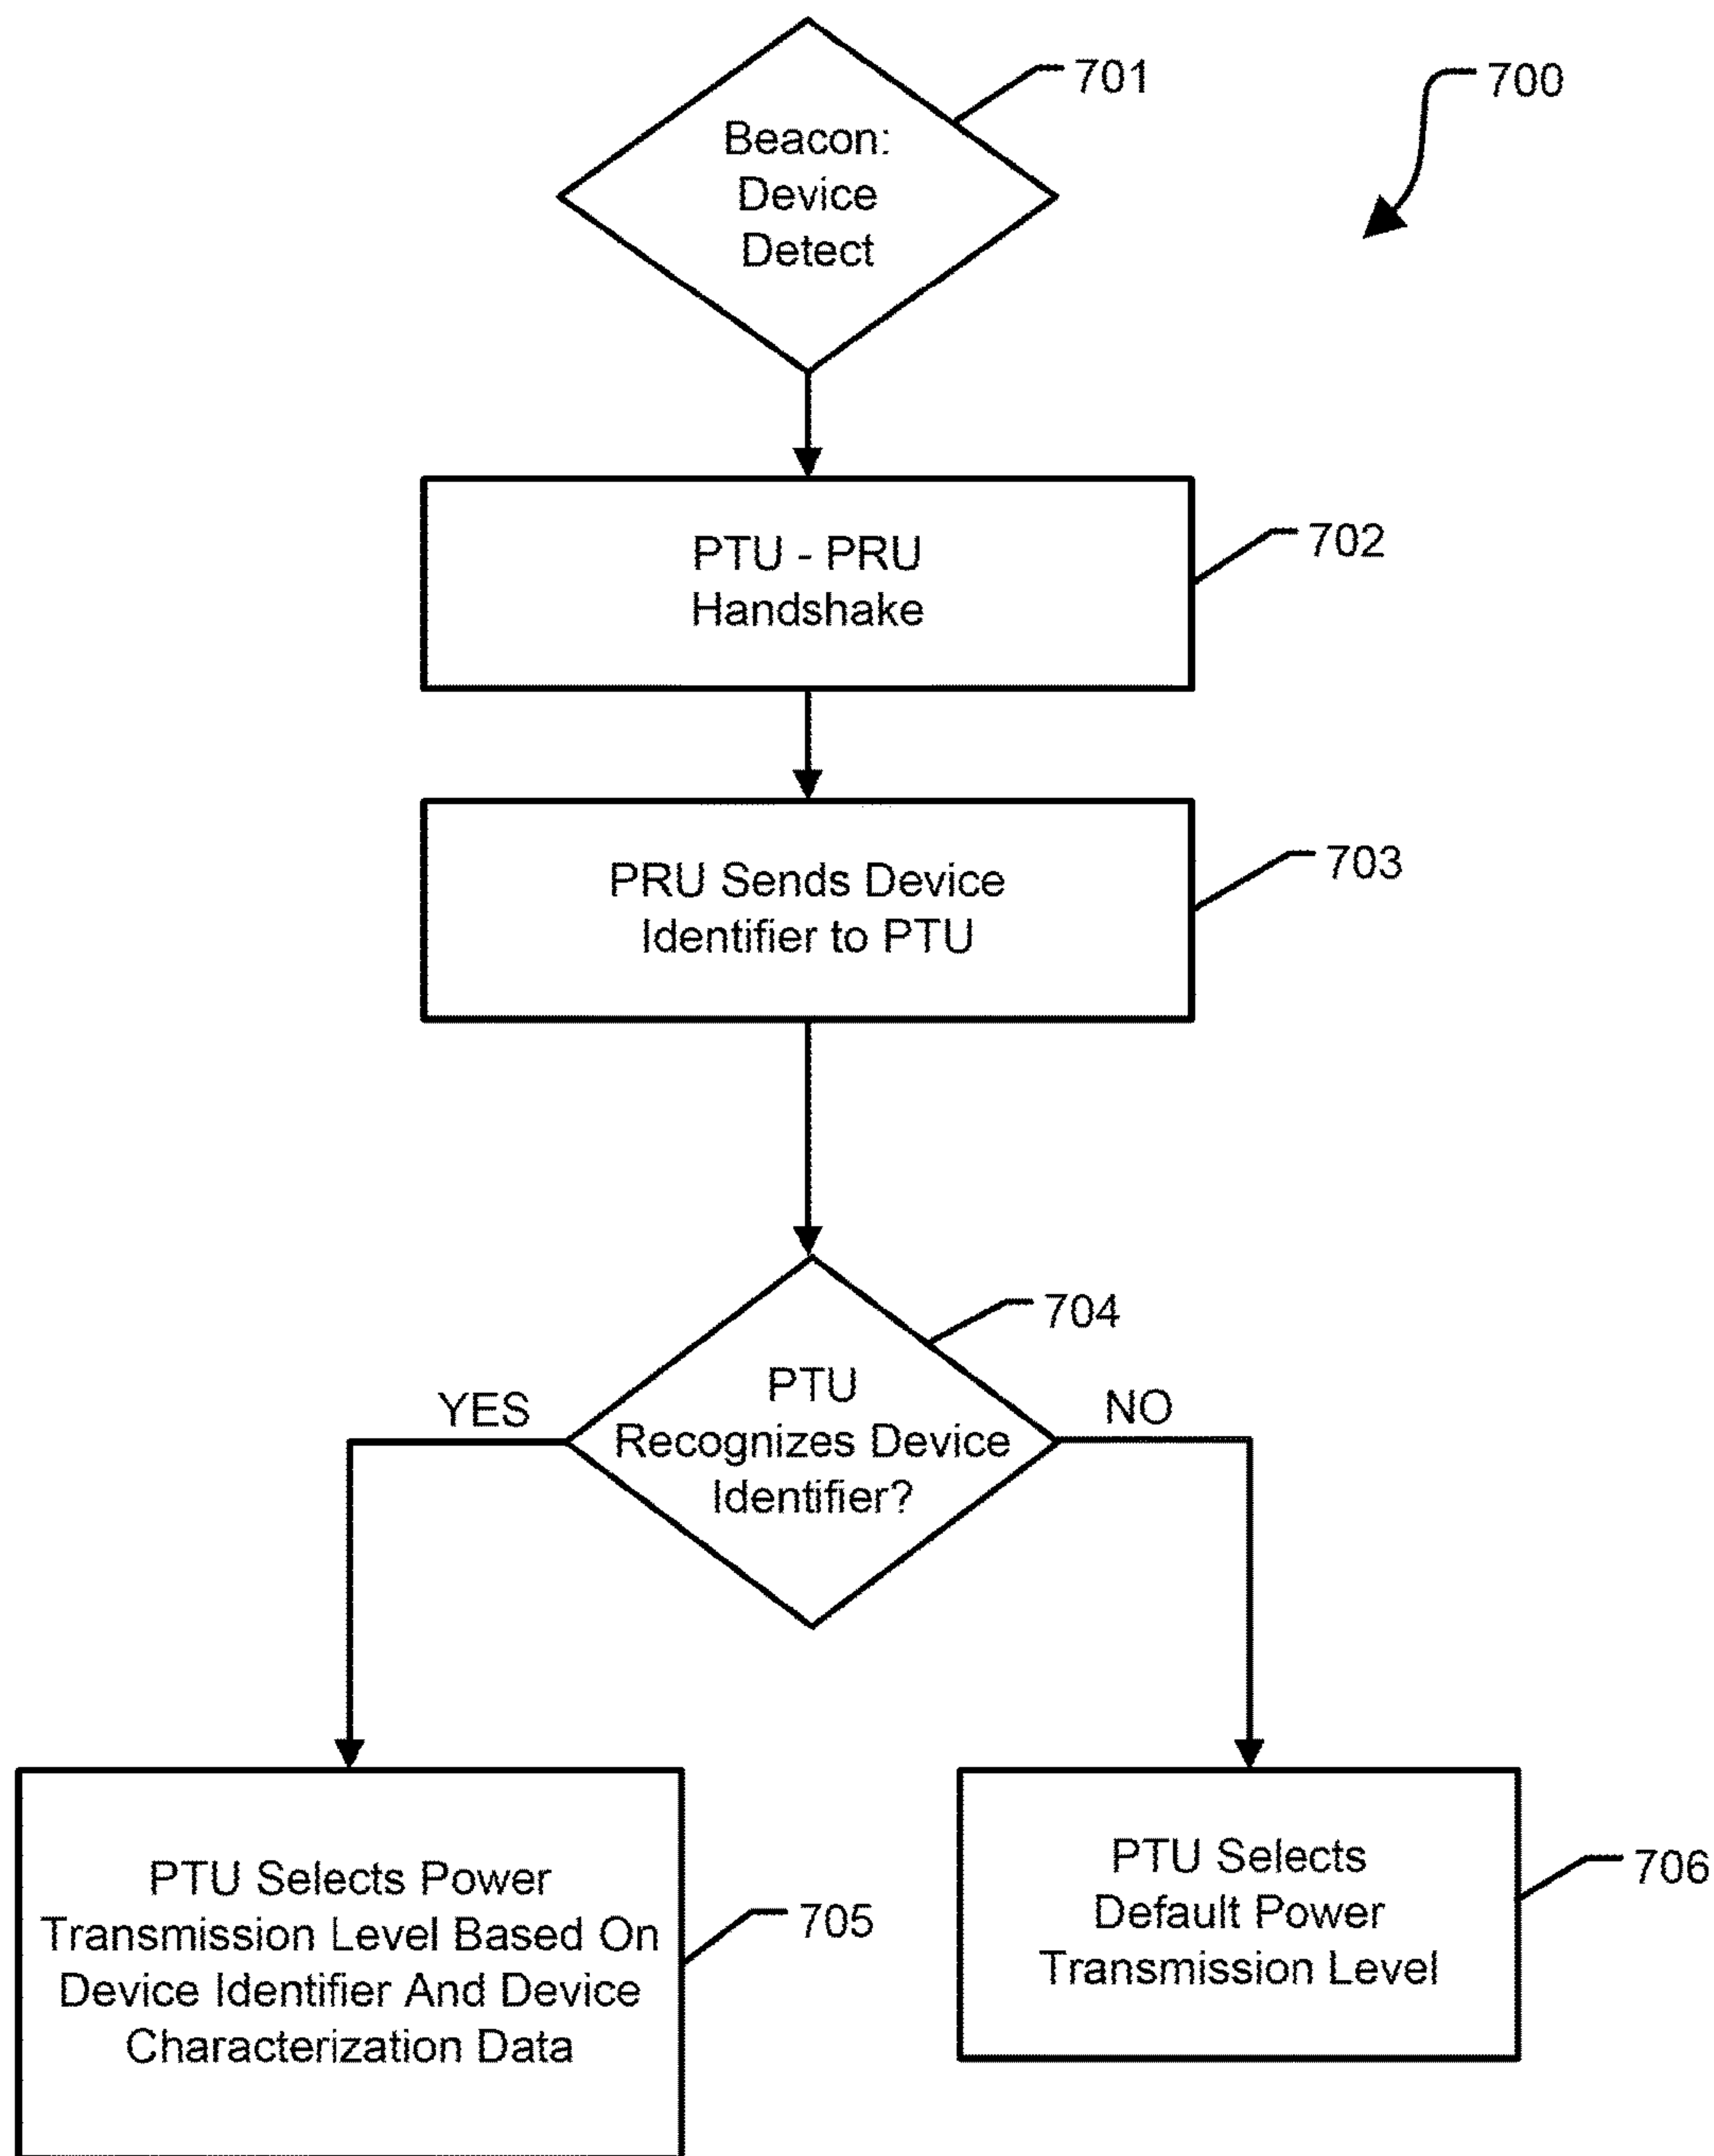 701
700
Beacon:
Device
Detect
702
PTU - PRU
Handshake
703
PRU Sends Device
Identifier to PTU
704
YES
NO
PTU
Recognizes Device
Identifier?
PTU Selects Power
Transmission Level Based On
Device Identifier And Device
Characterization Data
705
PTU Selects
Default Power
Transmission Level
706